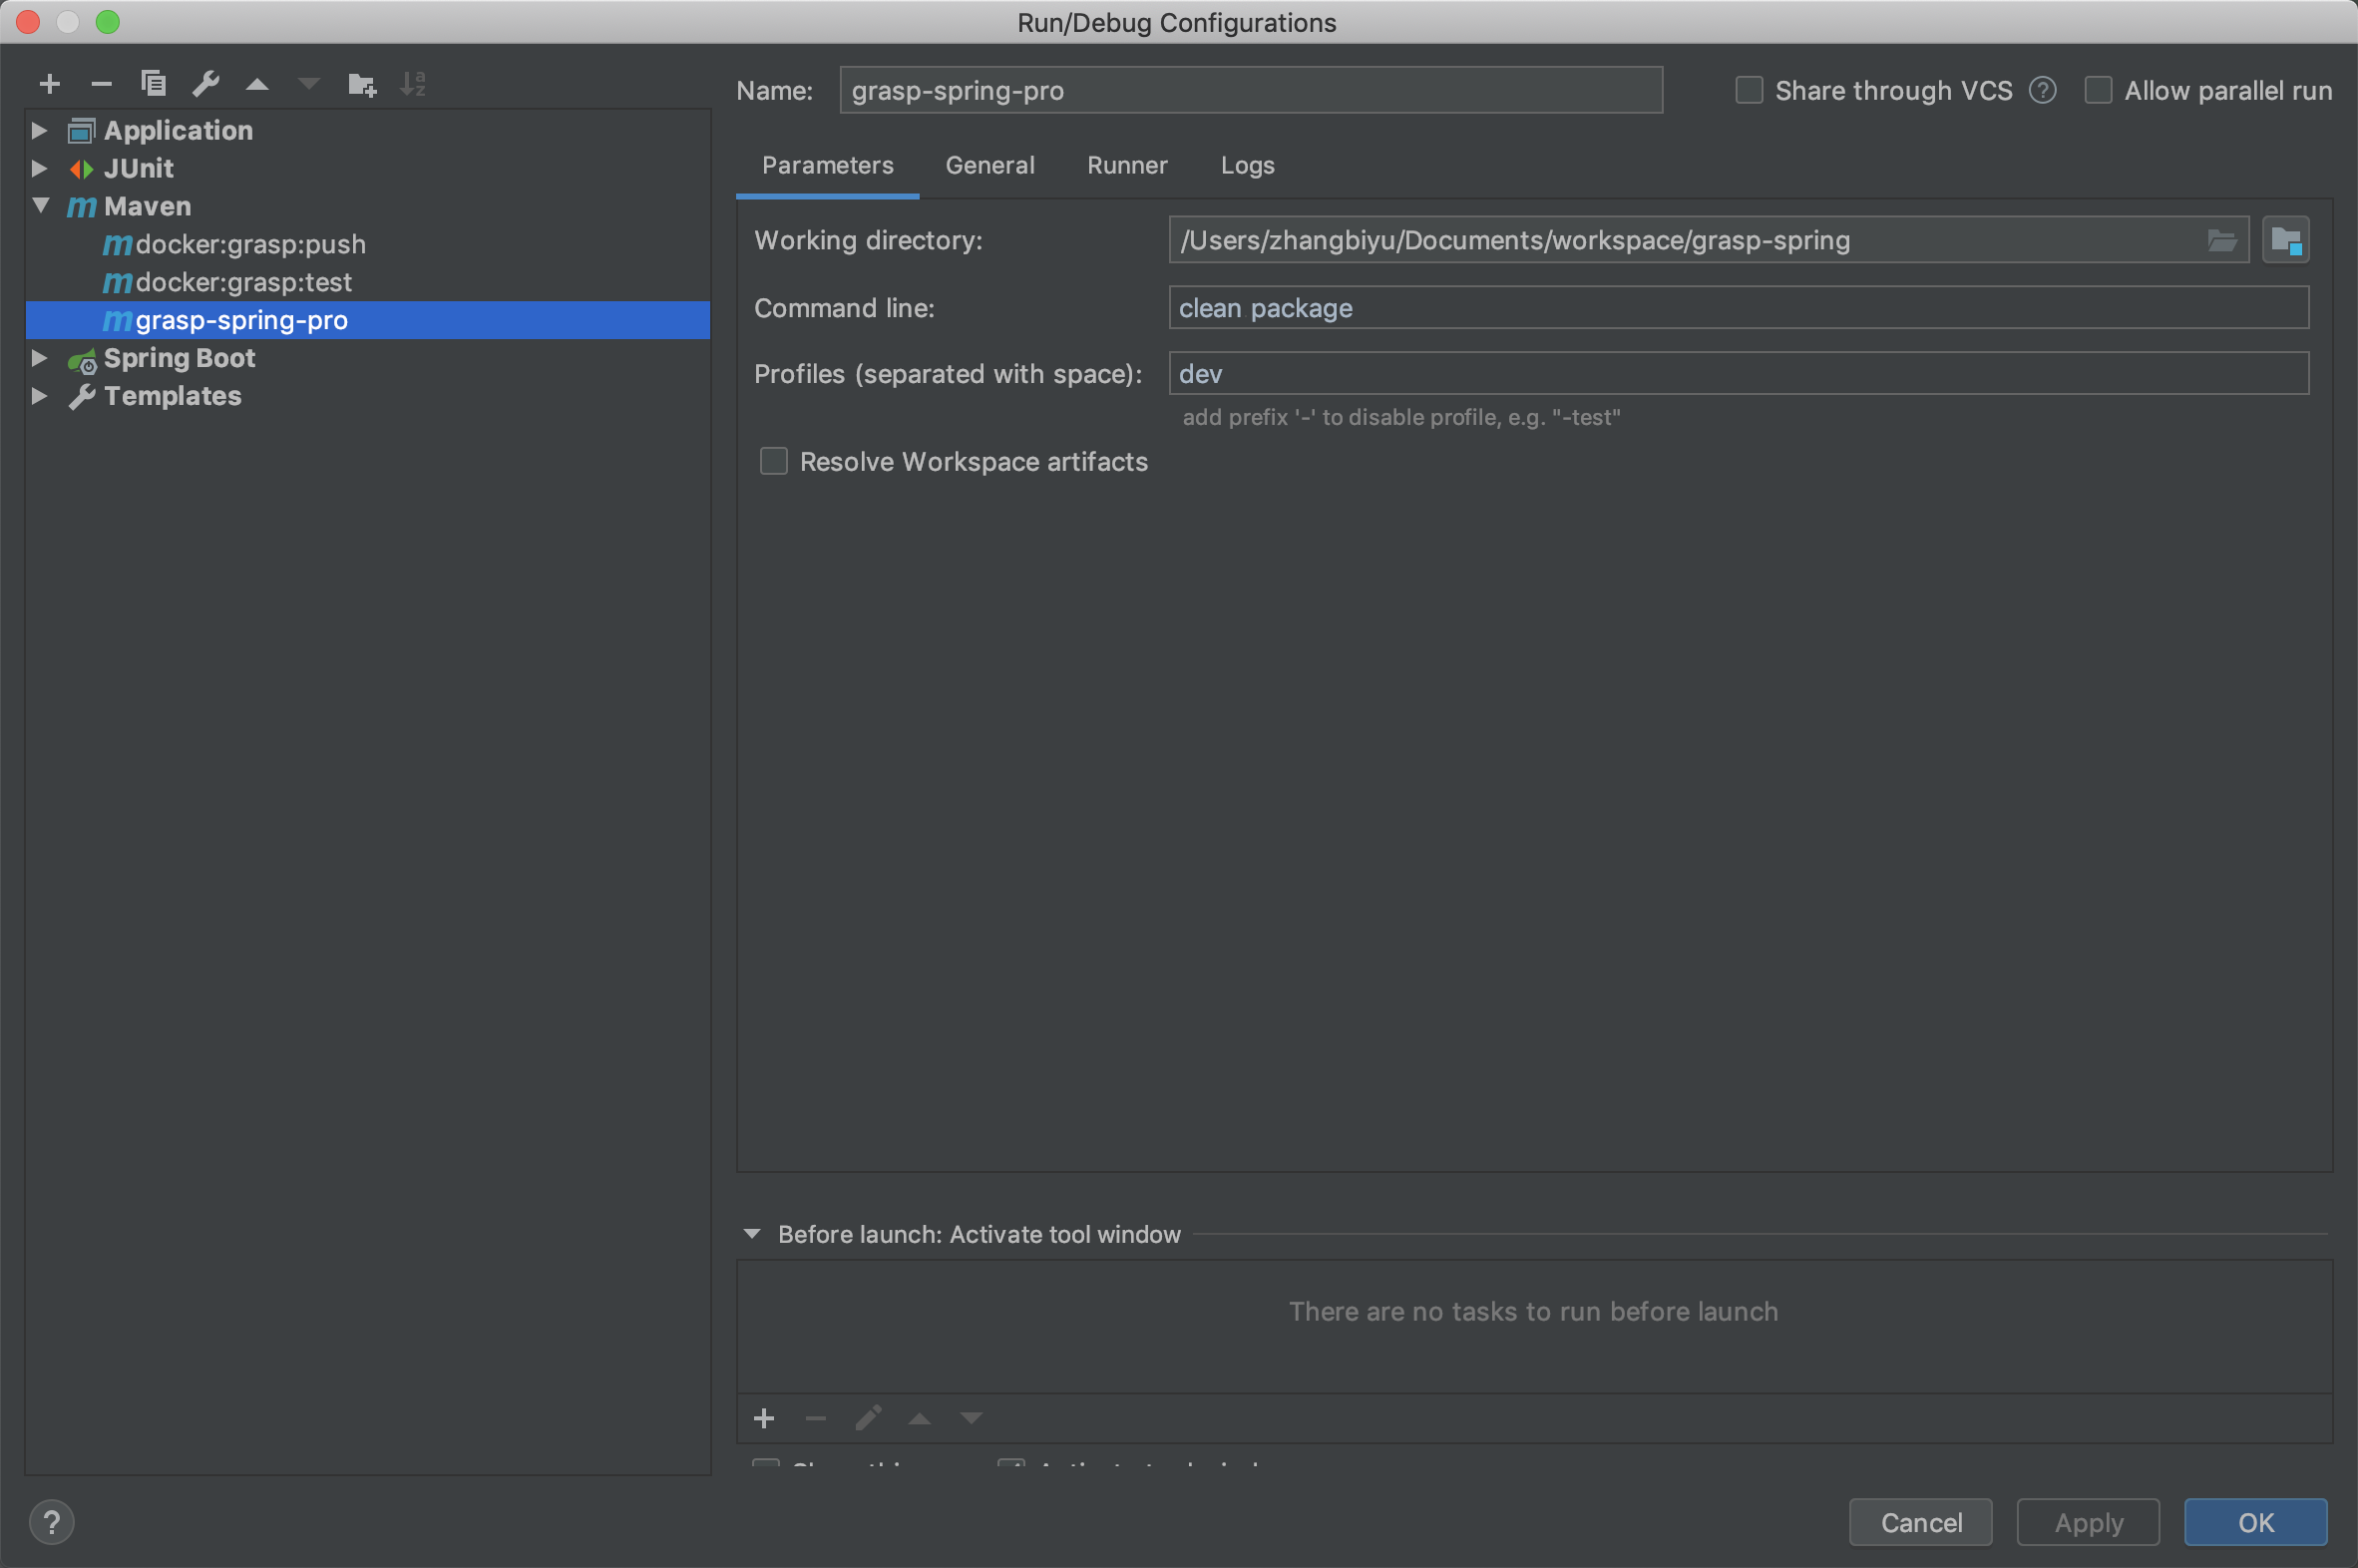 Run/Debug Configurations
Name: grasp-spring-pro Share through VCS ? Allow parallel run
Application
JUnit
Maven
docker:grasp:push
docker:grasp:test
grasp-spring-pro
Spring Boot
Templates
Parameters General Runner Logs
Working directory: /Users/zhangbiyu/Documents/workspace/grasp-spring
Command line: clean package
Profiles (separated with space): dev
add prefix '-' to disable profile, e.g. "-test"
Resolve Workspace artifacts
Before launch: Activate tool window
There are no tasks to run before launch
? Cancel Apply OK